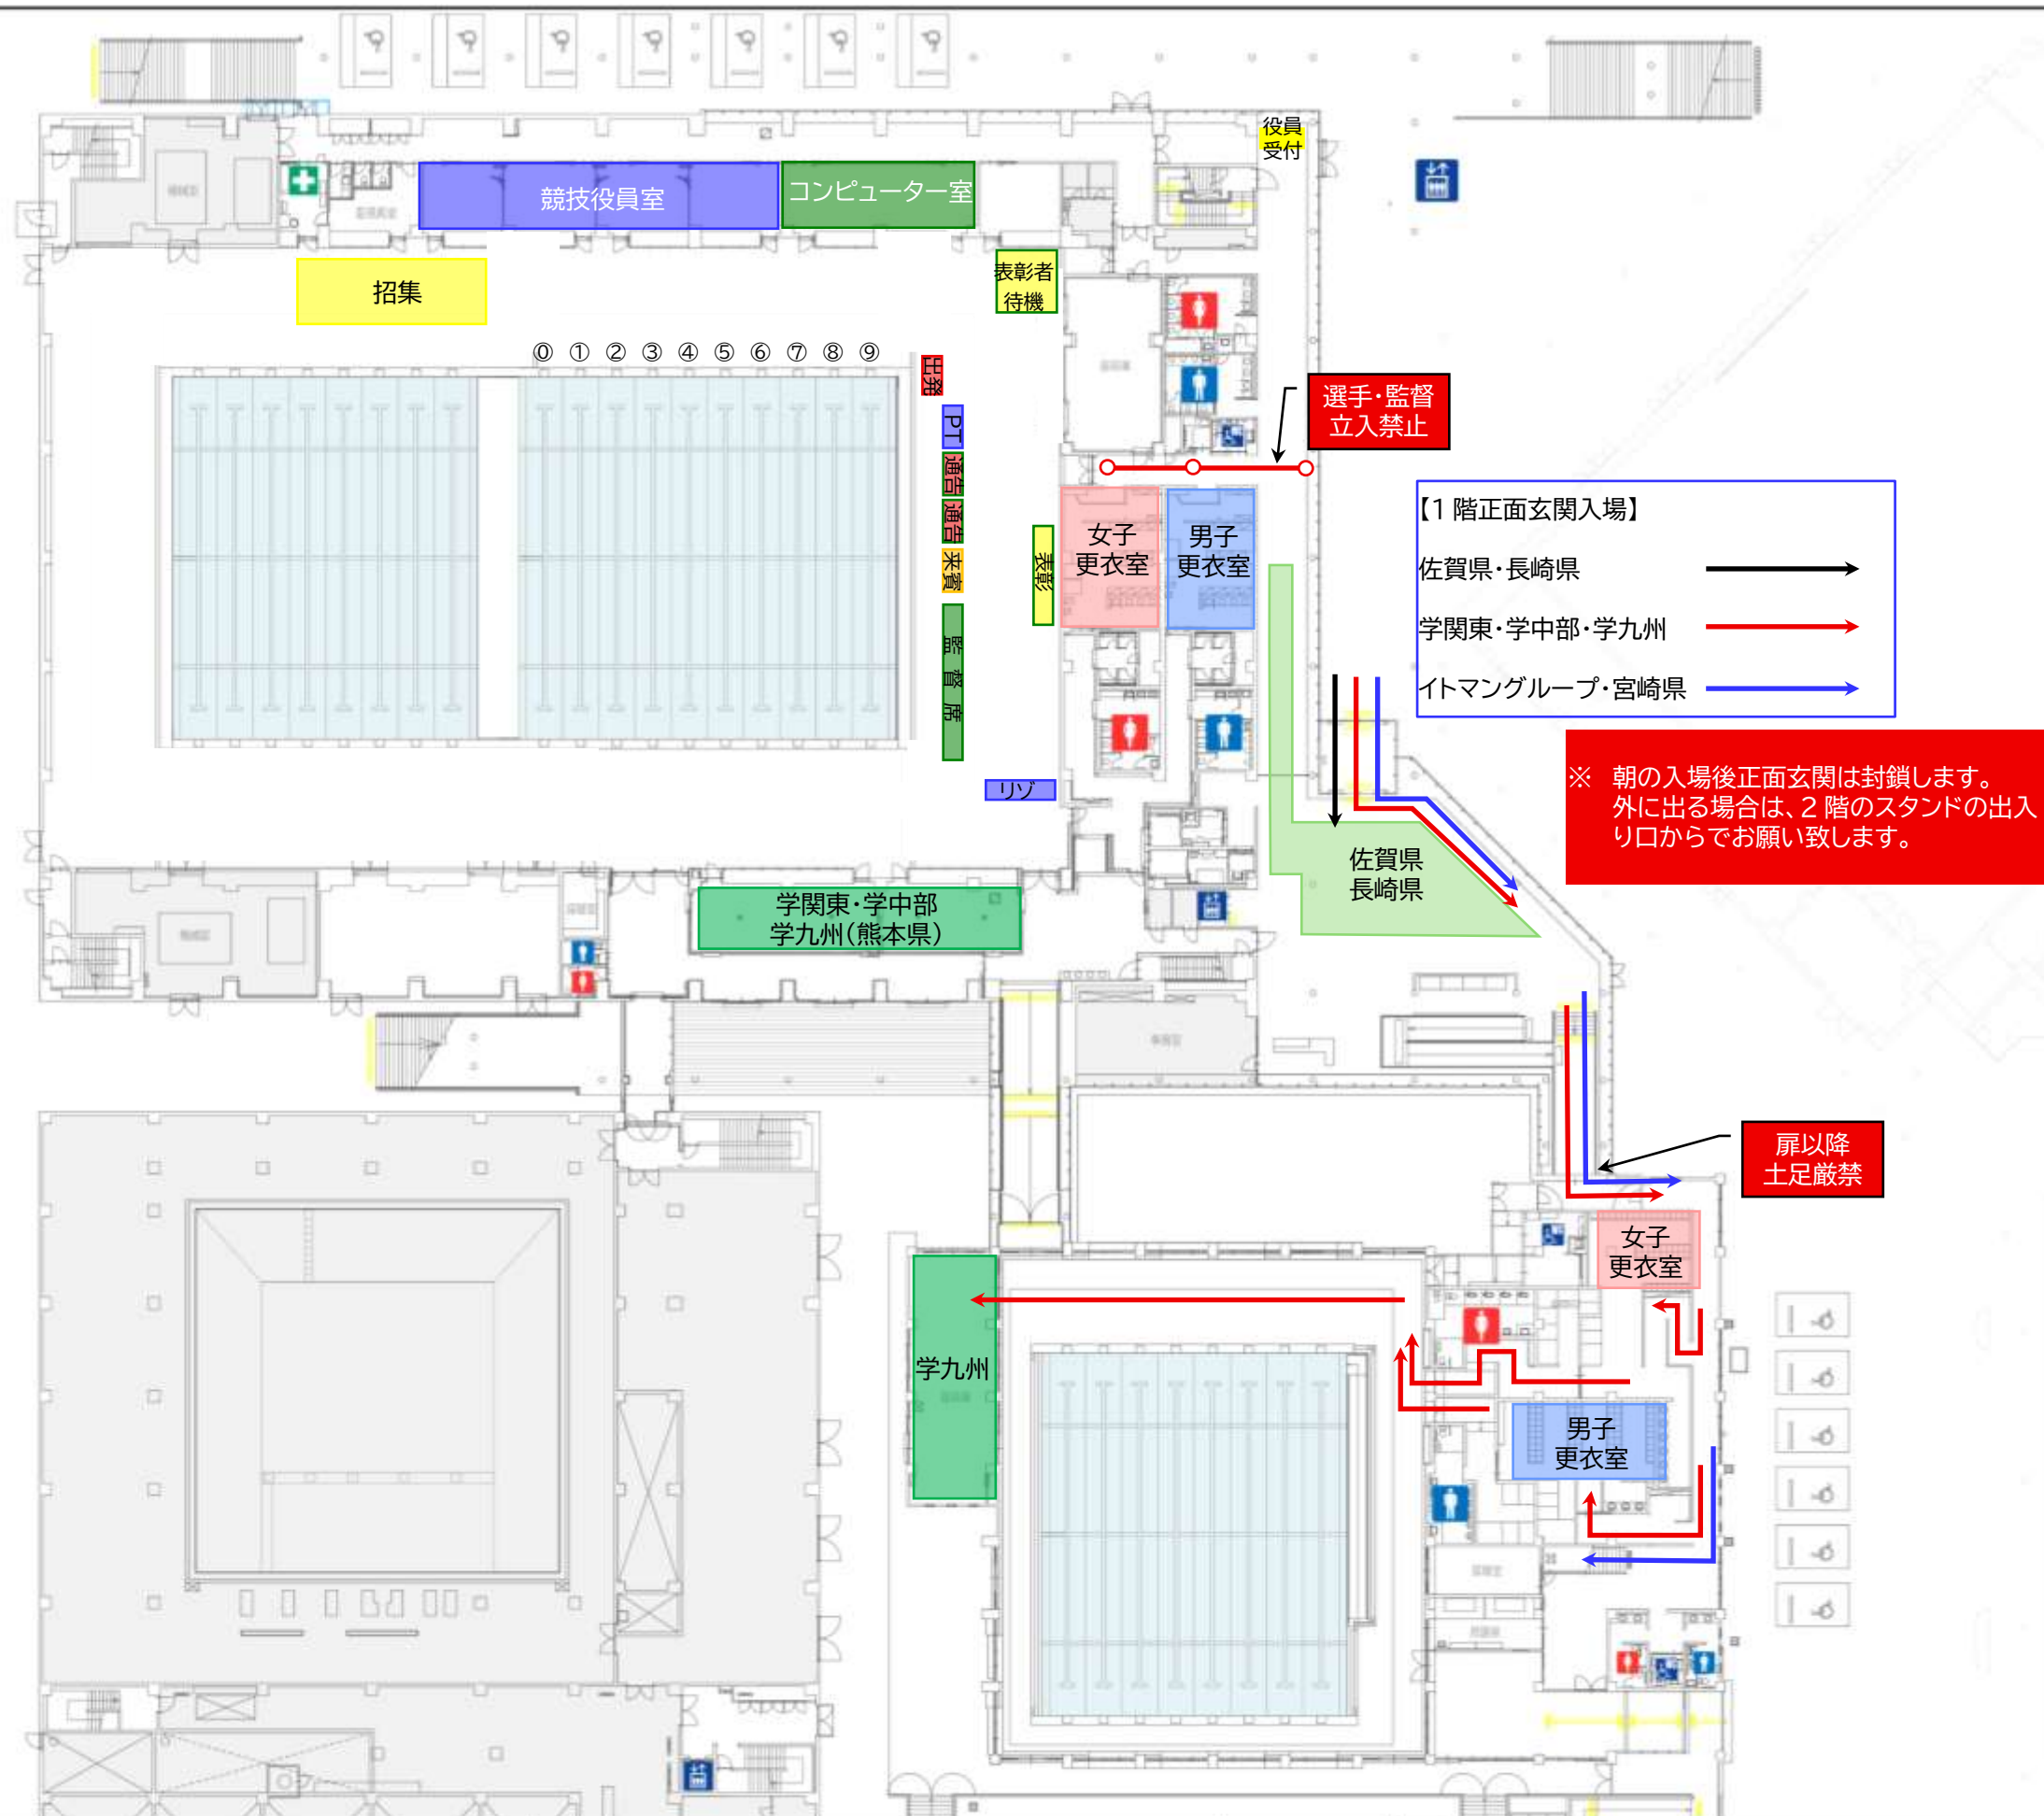 役員
受付
競技役員室
コンピューター室
招集
表彰者
待機
⓪ ① ② ③ ④ ⑤ ⑥ ⑦ ⑧ ⑨
出発
PT
通告
通告
来賓
監督席
表彰
リゾ
女子
更衣室
男子
更衣室
選手・監督
立入禁止
【1階正面玄関入場】
佐賀県・長崎県
学関東・学中部・学九州
イトマングループ・宮崎県
※ 朝の入場後正面玄関は封鎖します。
外に出る場合は、2階のスタンドの出入
り口からでお願い致します。
佐賀県
長崎県
学関東・学中部
学九州(熊本県)
扉以降
土足厳禁
女子
更衣室
学九州
男子
更衣室